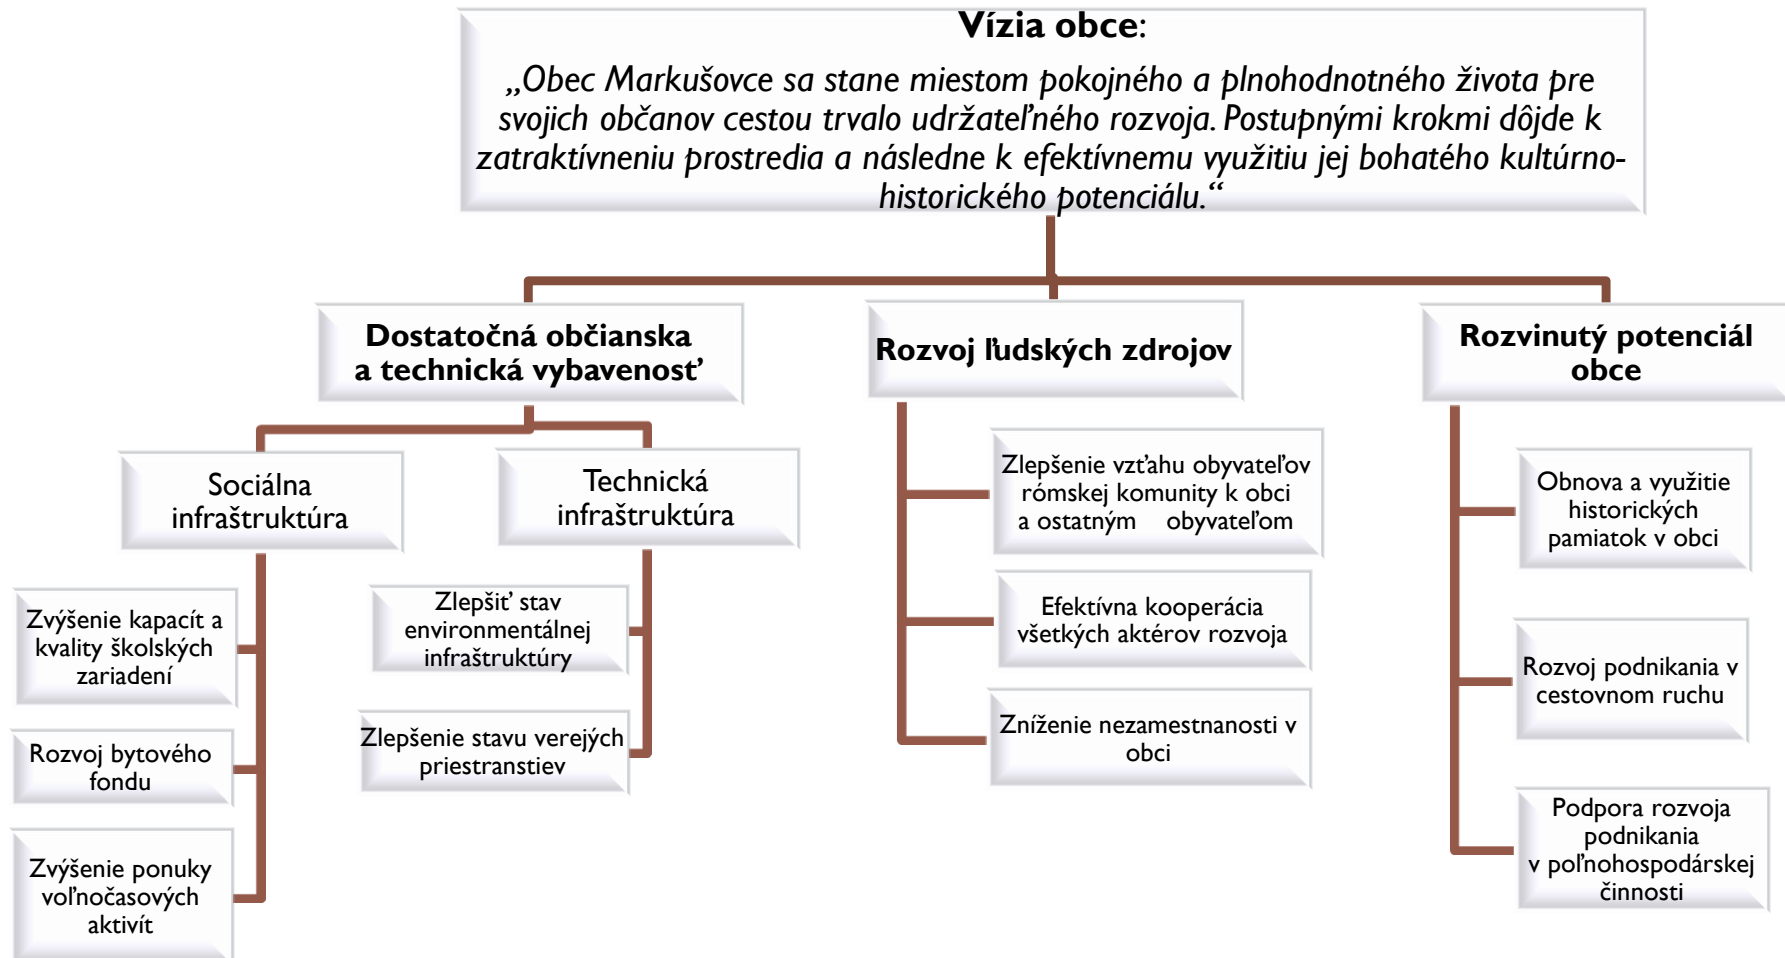 Vízia obce:
„Obec Markušovce sa stane miestom pokojného a plnohodnotného života pre
svojich občanov cestou trvalo udržateľného rozvoja. Postupnými krokmi dôjde k
zatraktívneniu prostredia a následne k efektívnemu využitiu jej bohatého kultúrno-
historického potenciálu.“
Dostatočná občianska
a technická vybavenosť
Rozvoj ľudských zdrojov
Rozvinutý potenciál
obce
Sociálna
infraštruktúra
Technická
infraštruktúra
Zvýšenie kapacít a
kvality školských
zariadení
Rozvoj bytového
fondu
Zvýšenie ponuky
voľnočasových
aktivít
Zlepšiť stav
environmentálnej
infraštruktúry
Zlepšenie stavu verejých
priestranstiev
Zlepšenie vzťahu obyvateľov
rómskej komunity k obci
a ostatným obyvateľom
Efektívna kooperácia
všetkých aktérov rozvoja
Zníženie nezamestnanosti v
obci
Obnova a využitie
historických
pamiatok v obci
Rozvoj podnikania v
cestovnom ruchu
Podpora rozvoja
podnikania
v poľnohospodárskej
činnosti